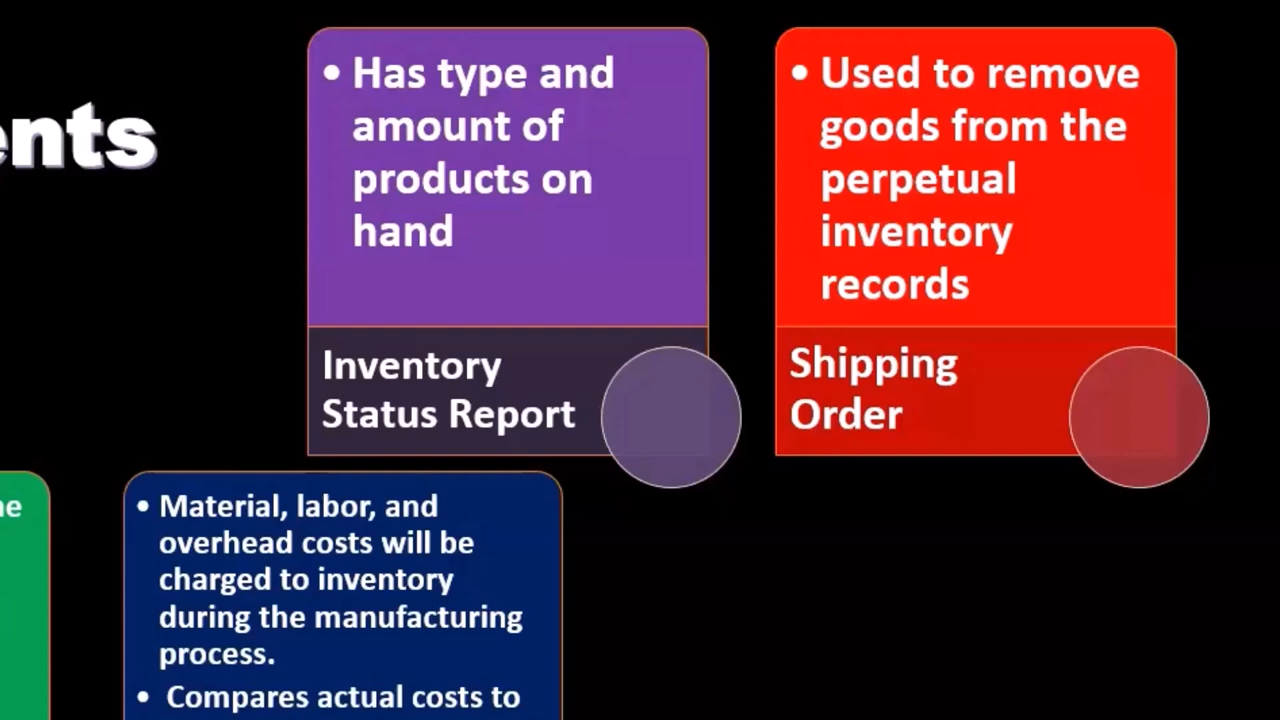 ents
• Has type and
amount of
products on
hand
Inventory
Status Report
• Used to remove
goods from the
perpetual
inventory
records
Shipping
Order
• Material, labor, and
overhead costs will be
charged to inventory
during the manufacturing
process.
• Compares actual costs to